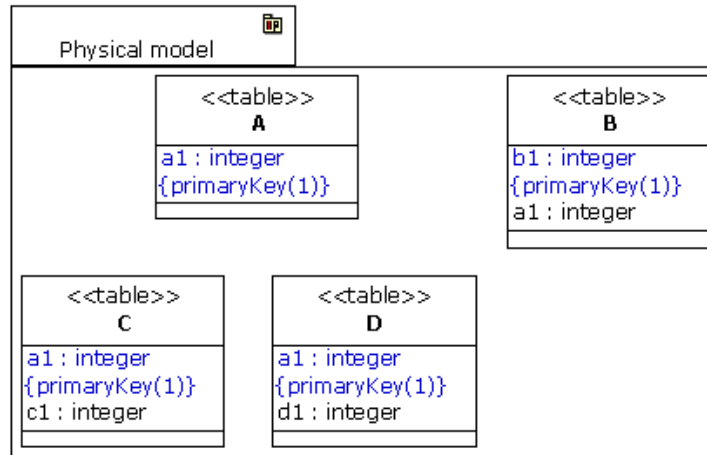 Physical model
<<table>>
A
a1 : integer
{primaryKey(1)}
<<table>>
B
b1 : integer
{primaryKey(1)}
a1 : integer
<<table>>
C
a1 : integer
{primaryKey(1)}
c1 : integer
<<table>>
D
a1 : integer
{primaryKey(1)}
d1 : integer